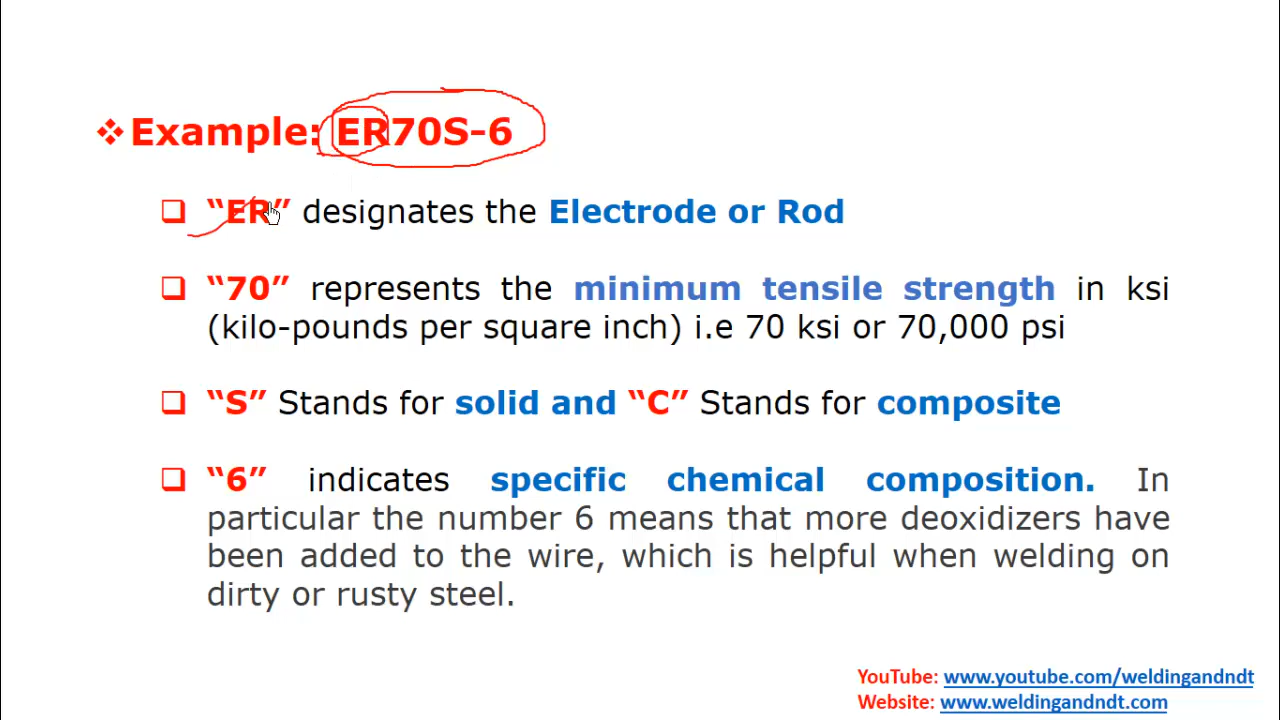 ❖Example: ER70S-6
❑ “ER” designates the Electrode or Rod
❑ “70” represents the minimum tensile strength in ksi
(kilo-pounds per square inch) i.e 70 ksi or 70,000 psi
❑ “S” Stands for solid and “C” Stands for composite
❑ “6” indicates specific chemical composition. In
particular the number 6 means that more deoxidizers have
been added to the wire, which is helpful when welding on
dirty or rusty steel.
YouTube: www.youtube.com/weldingandndt
Website: www.weldingandndt.com